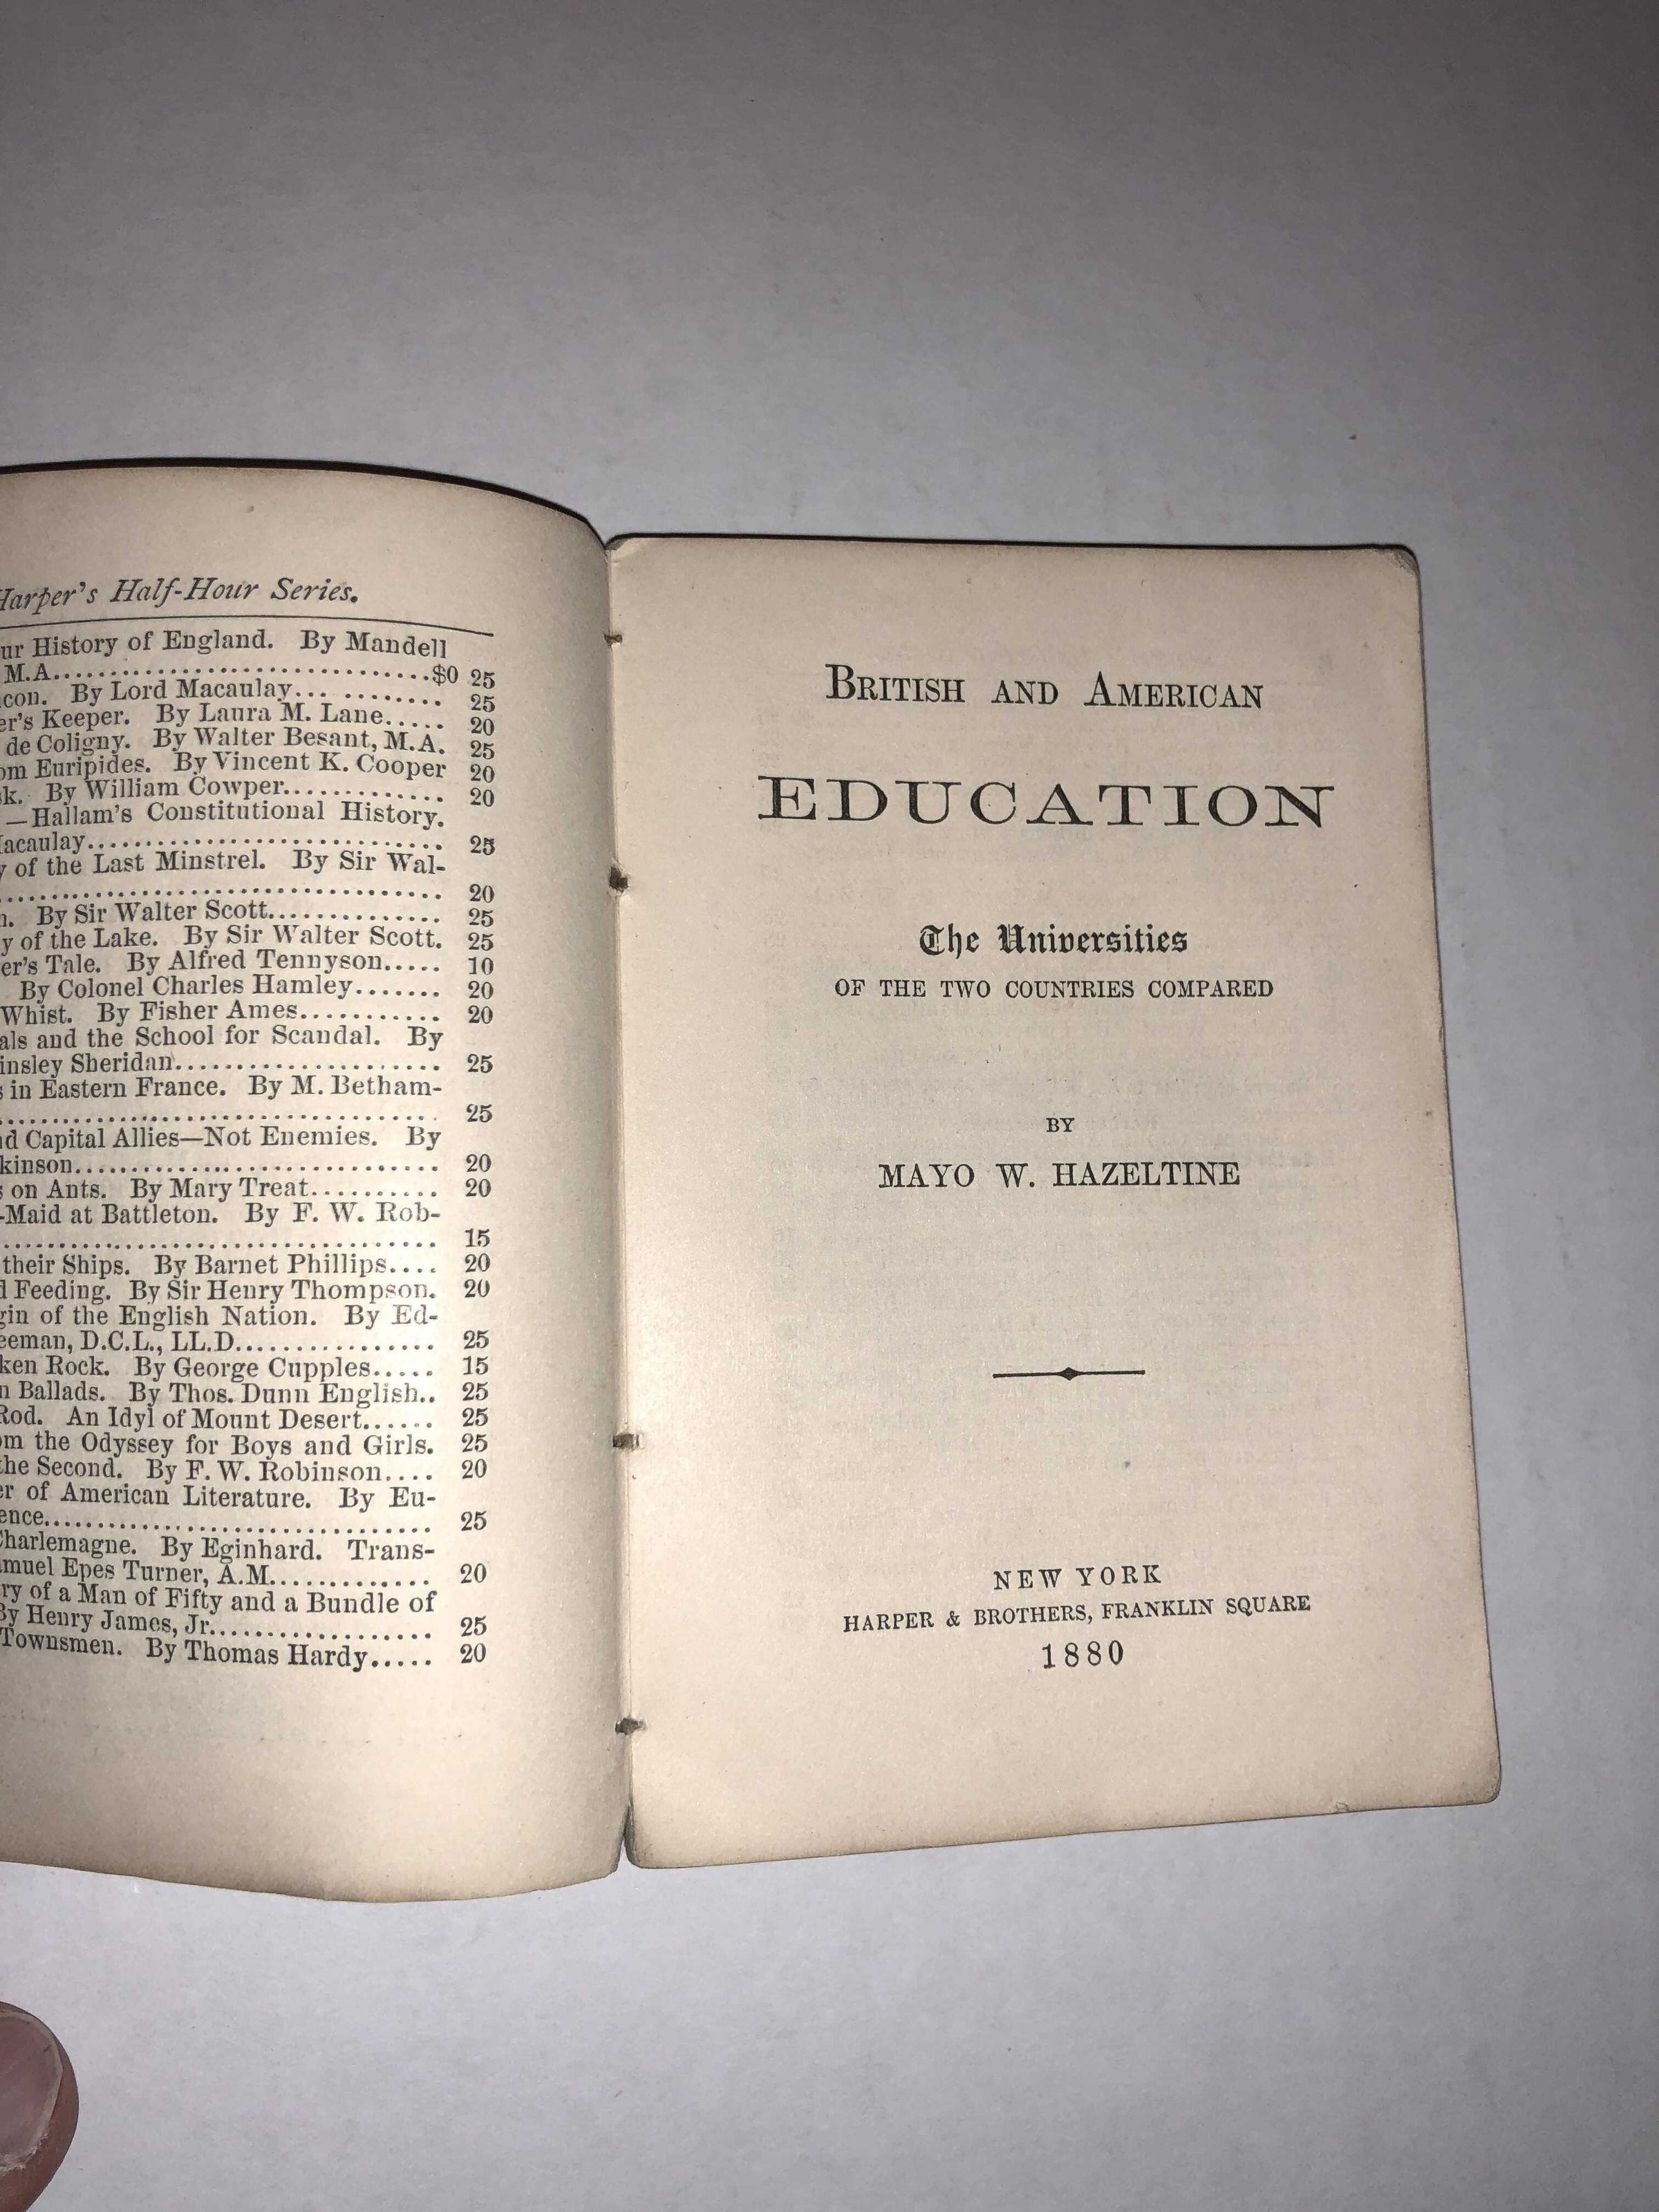 Harper's Half-Hour Series.
ur History of England. By Mandell
M.A. .......... $0 25
con. By Lord Macaulay... .......... 25
er's Keeper. By Laura M. Lane..... 20
de Coligny. By Walter Besant, M.A. 25
om Euripides. By Vincent K. Cooper 20
sk. By William Cowper............. 20
—Hallam's Constitutional History.
acaulay.............................. 25
y of the Last Minstrel. By Sir Wal-
.................................... 20
n. By Sir Walter Scott.............. 25
y of the Lake. By Sir Walter Scott. 25
er's Tale. By Alfred Tennyson..... 10
By Colonel Charles Hamley....... 20
Whist. By Fisher Ames........... 20
als and the School for Scandal. By
insley Sheridan..................... 25
s in Eastern France. By M. Betham-
.................................... 25
nd Capital Allies—Not Enemies. By
kinson.............................. 20
s on Ants. By Mary Treat.......... 20
-Maid at Battleton. By F. W. Rob-
.................................... 15
their Ships. By Barnet Phillips.... 20
d Feeding. By Sir Henry Thompson. 20
gin of the English Nation. By Ed-
eeman, D.C.L., LL.D................ 25
ken Rock. By George Cupples..... 15
n Ballads. By Thos. Dunn English.. 25
Rod. An Idyl of Mount Desert...... 25
om the Odyssey for Boys and Girls. 25
the Second. By F. W. Robinson.... 20
er of American Literature. By Eu-
ence................................ 25
Charlemagne. By Eginhard. Trans-
muel Epes Turner, A.M............. 20
ry of a Man of Fifty and a Bundle of
By Henry James, Jr.................. 25
Townsmen. By Thomas Hardy..... 20
BRITISH AND AMERICAN
EDUCATION
The Universities
OF THE TWO COUNTRIES COMPARED
BY
MAYO W. HAZELTINE
NEW YORK
HARPER & BROTHERS, FRANKLIN SQUARE
1880